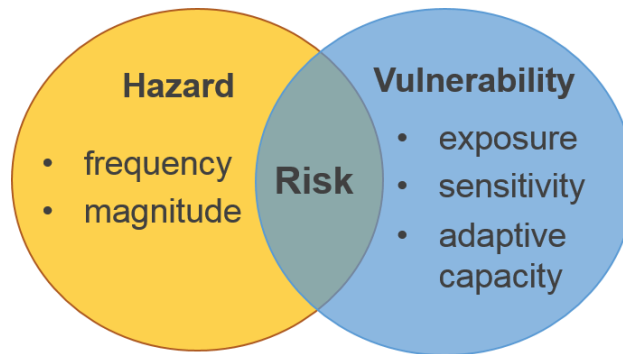 Hazard
• frequency
• magnitude
Risk
Vulnerability
• exposure
• sensitivity
• adaptive
capacity